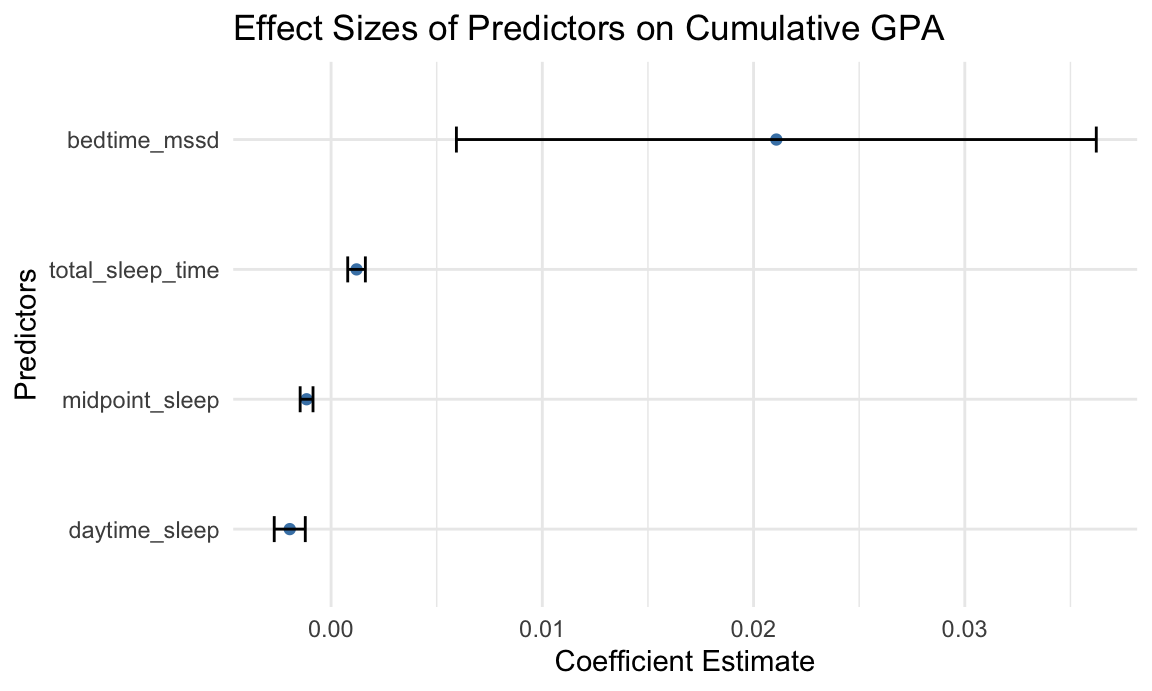 Effect Sizes of Predictors on Cumulative GPA
Predictors
bedtime_mssd
total_sleep_time
midpoint_sleep
daytime_sleep
0.00
0.01
0.02
0.03
Coefficient Estimate